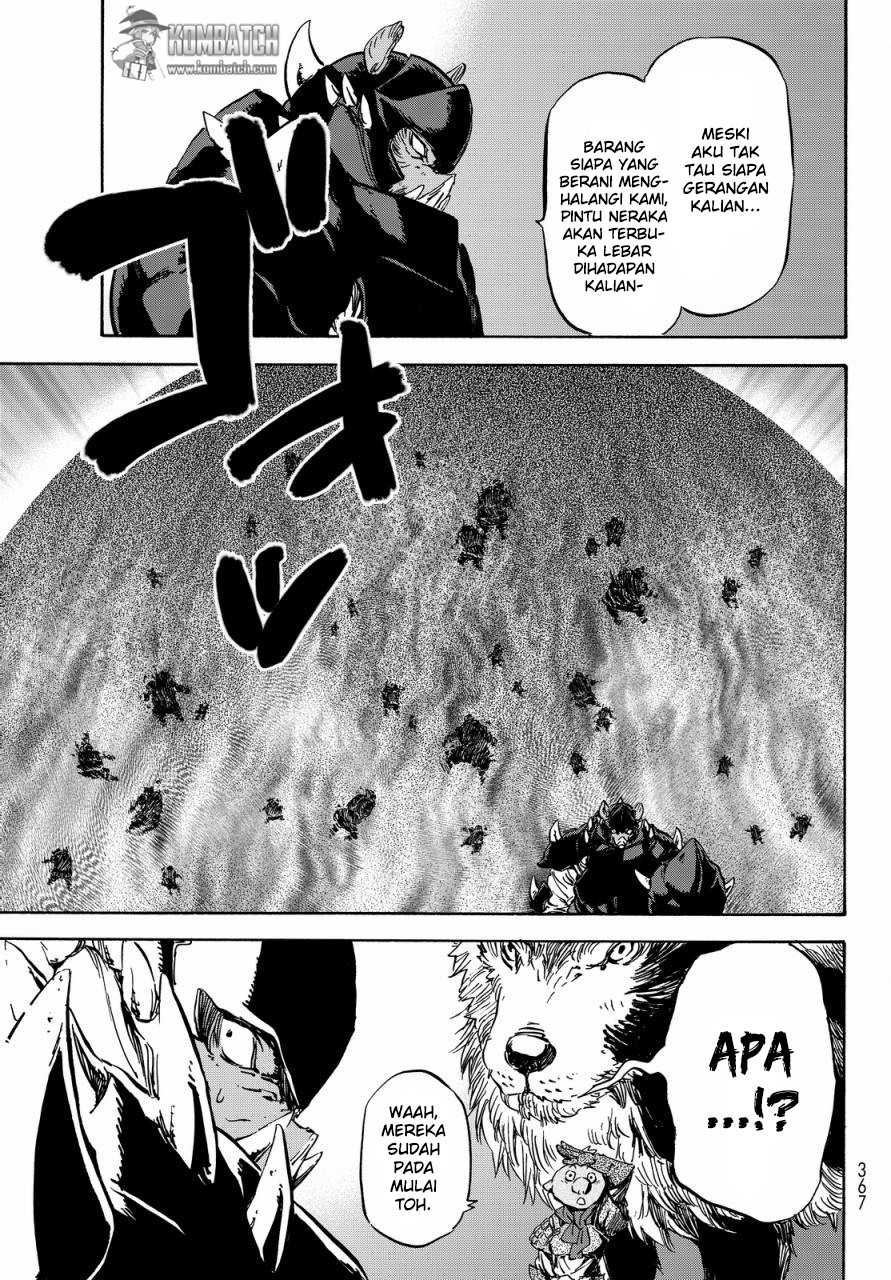 KOMBATCH
www.kombatch.com
MESKI
AKU TAK
TAU SIAPA
GERANGAN
KALIAN...
BARANG
SIAPA YANG
BERANI MENG-
HALANGI KAMI,
PINTU NERAKA
AKAN TERBU-
KA LEBAR
DIHADAPAN
KALIAN-
ゴオッ
APA
...!?
WAAH,
MEREKA
SUDAH
PADA
MULAI
TOH.
367